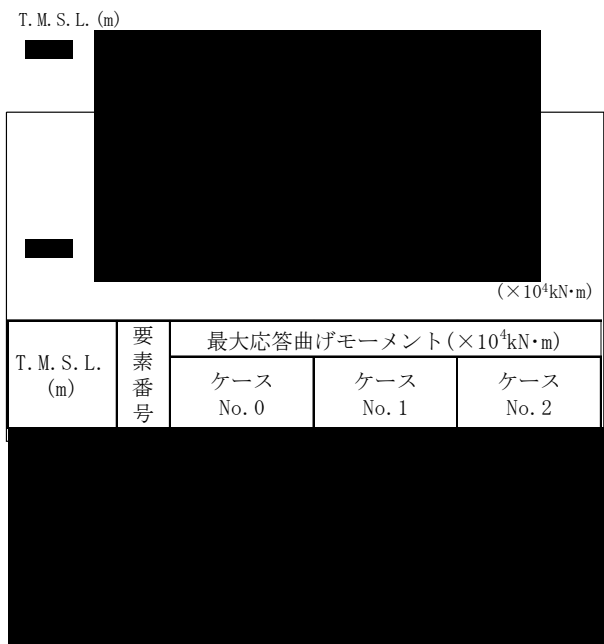 T.M.S.L.(m)
(×10⁴kN・m)
T.M.S.L.
(m)
要素番号
最大応答曲げモーメント(×10⁴kN・m)
ケース
No.0
ケース
No.1
ケース
No.2